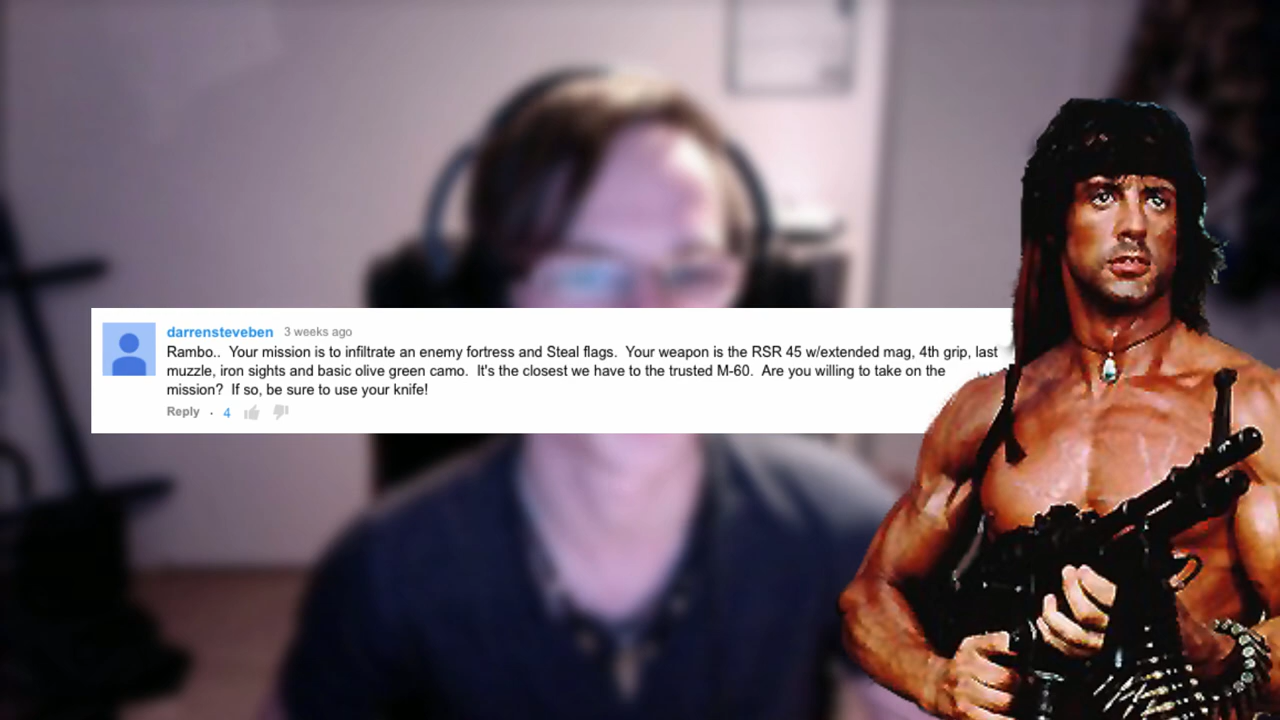 darrensteveben 3 weeks ago
Rambo.. Your mission is to infiltrate an enemy fortress and Steal flags. Your weapon is the RSR 45 w/extended mag, 4th grip, last
muzzle, iron sights and basic olive green camo. It's the closest we have to the trusted M-60. Are you willing to take on the
mission? If so, be sure to use your knife!
Reply · 4